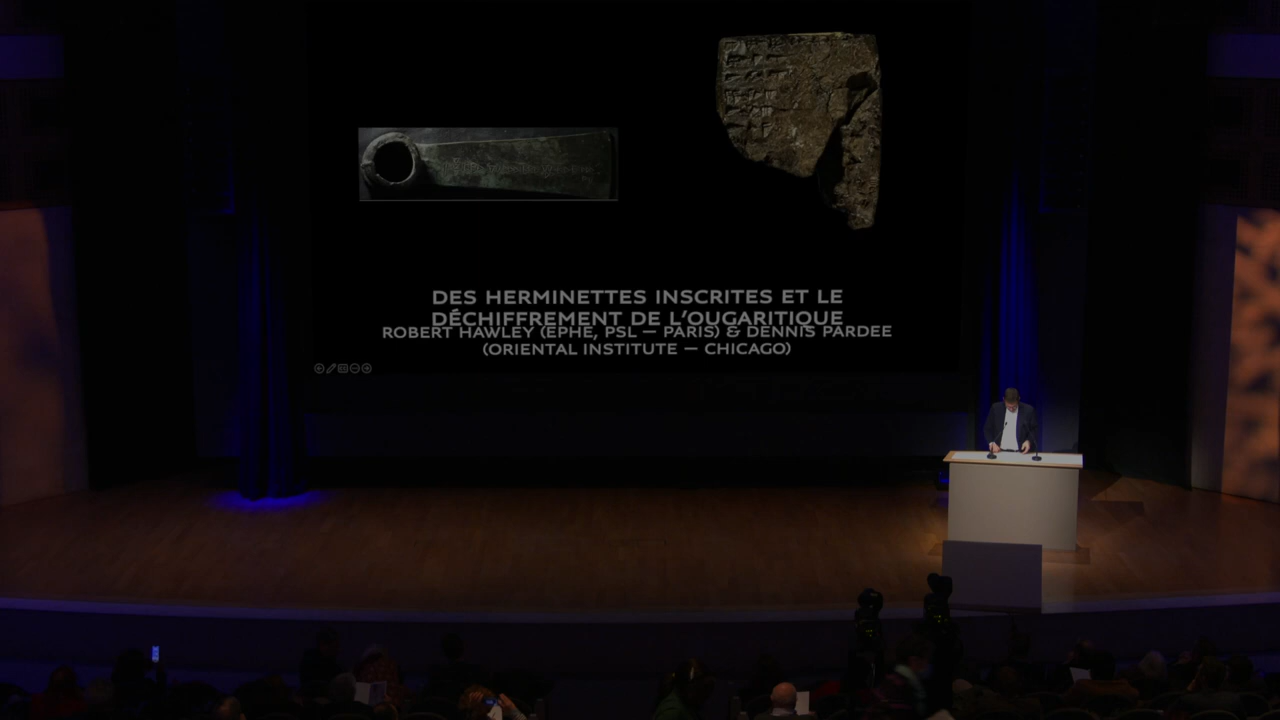 DES HERMINETTES INSCRITES ET LE
DÉCHIFFREMENT DE L'OUGARITIQUE
ROBERT HAWLEY (EPHE, PSL — PARIS) & DENNIS PARDEE
(ORIENTAL INSTITUTE — CHICAGO)